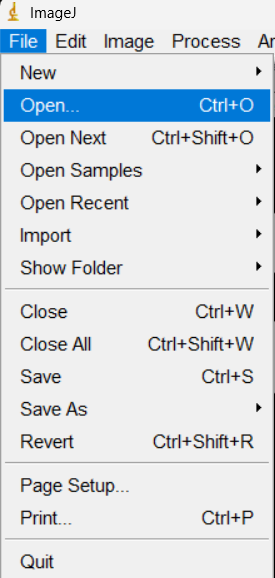 ImageJ
File Edit Image Process
New
Open... Ctrl+O
Open Next Ctrl+Shift+O
Open Samples
Open Recent
Import
Show Folder
Close Ctrl+W
Close All Ctrl+Shift+W
Save Ctrl+S
Save As
Revert Ctrl+Shift+R
Page Setup...
Print... Ctrl+P
Quit